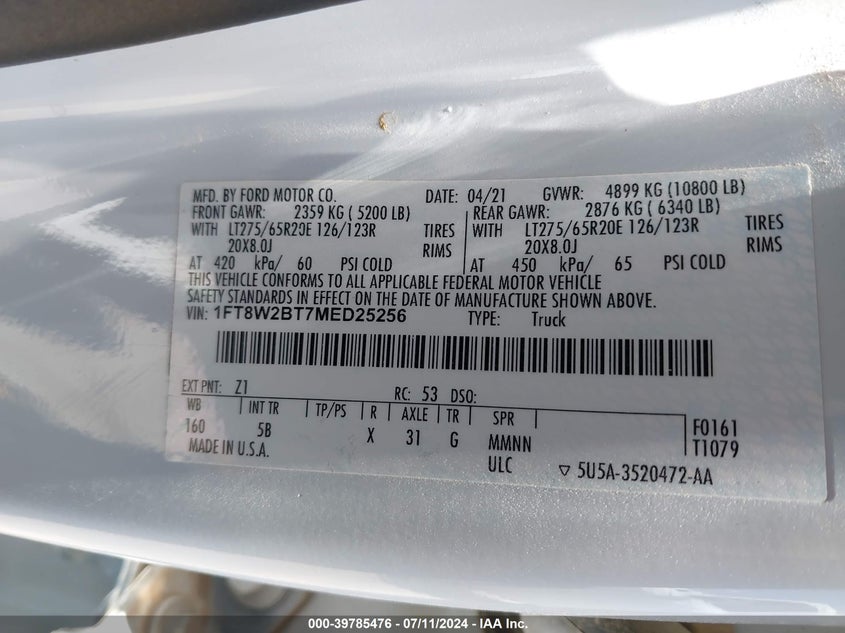 MFD. BY FORD MOTOR CO. DATE: 04/21 GVWR: 4899 KG (10800 LB)
FRONT GAWR: 2359 KG ( 5200 LB) REAR GAWR: 2876 KG ( 6340 LB)
WITH LT275/65R20E 126/123R TIRES WITH LT275/65R20E 126/123R TIRES
20X8.0J RIMS 20X8.0J RIMS
AT 420 kPa/ 60 PSI COLD AT 450 kPa/ 65 PSI COLD
THIS VEHICLE CONFORMS TO ALL APPLICABLE FEDERAL MOTOR VEHICLE
SAFETY STANDARDS IN EFFECT ON THE DATE OF MANUFACTURE SHOWN ABOVE.
VIN: 1FT8W2BT7MED25256 TYPE: Truck
EXT PNT: Z1 RC: 53 DSO:
WB INT TR TP/PS R AXLE TR SPR F0161
160 5B X 31 G MMNN T1079
MADE IN U.S.A. ULC ▽ 5U5A-3520472-AA
000-39785476 - 07/11/2024 - IAA Inc.